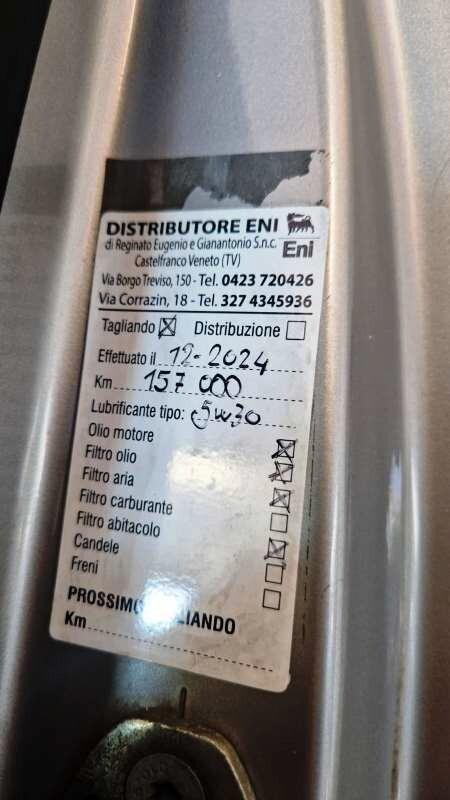 DISTRIBUTORE ENI
di Reginato Eugenio e Gianantonio S.n.c.
Eni
Castelfranco Veneto (TV)
Via Borgo Treviso, 150 - Tel. 0423 720426
Via Corrazin, 18 - Tel. 327 4345936
Tagliando ☒ Distribuzione ☐
Effettuato il 12-2024
Km 157 000
Lubrificante tipo: 5w30
Olio motore ☒
Filtro olio ☒
Filtro aria ☒
Filtro carburante ☐
Filtro abitacolo ☒
Candele ☐
Freni ☐
PROSSIMO TAGLIANDO
Km